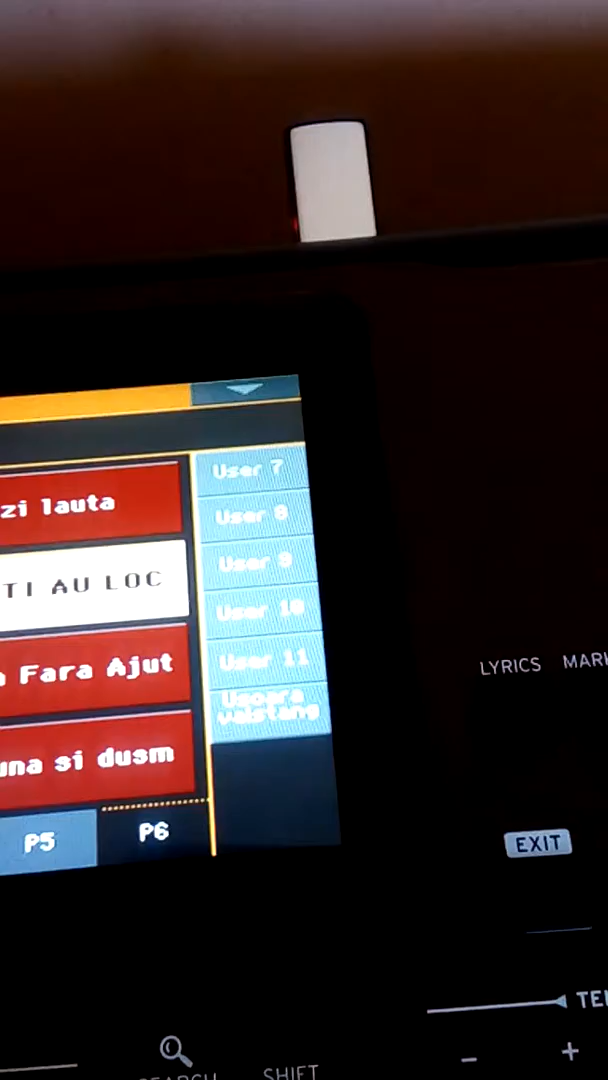 User 7
zi lauta
User 8
TI AU LOC
User 9
User 10
Fara Ajut
User 11
una si dusm
P5
P6
LYRICS
EXIT
SEARCH
SHIFT
-
+